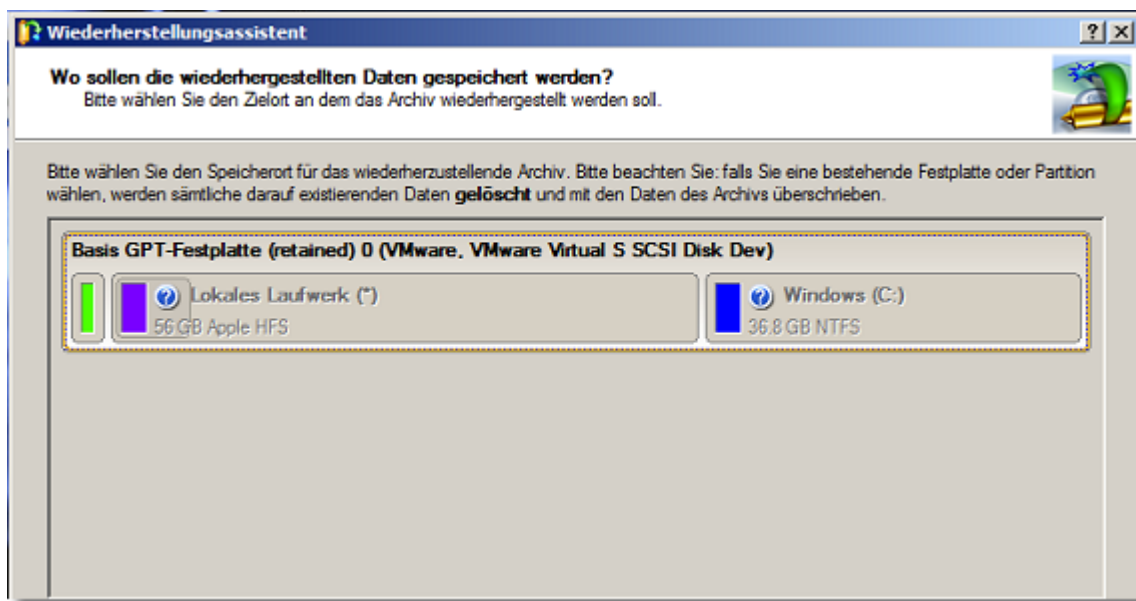 Wiederherstellungsassistent
Wo sollen die wiederhergestellten Daten gespeichert werden?
Bitte wählen Sie den Zielort an dem das Archiv wiederhergestellt werden soll.
Bitte wählen Sie den Speicherort für das wiederherzustellende Archiv. Bitte beachten Sie: falls Sie eine bestehende Festplatte oder Partition
wählen, werden sämtliche darauf existierenden Daten gelöscht und mit den Daten des Archivs überschrieben.
Basis GPT-Festplatte (retained) 0 (VMware, VMware Virtual S SCSI Disk Dev)
Lokales Laufwerk (*) Windows (C:)
56 GB Apple HFS 36.8 GB NTFS